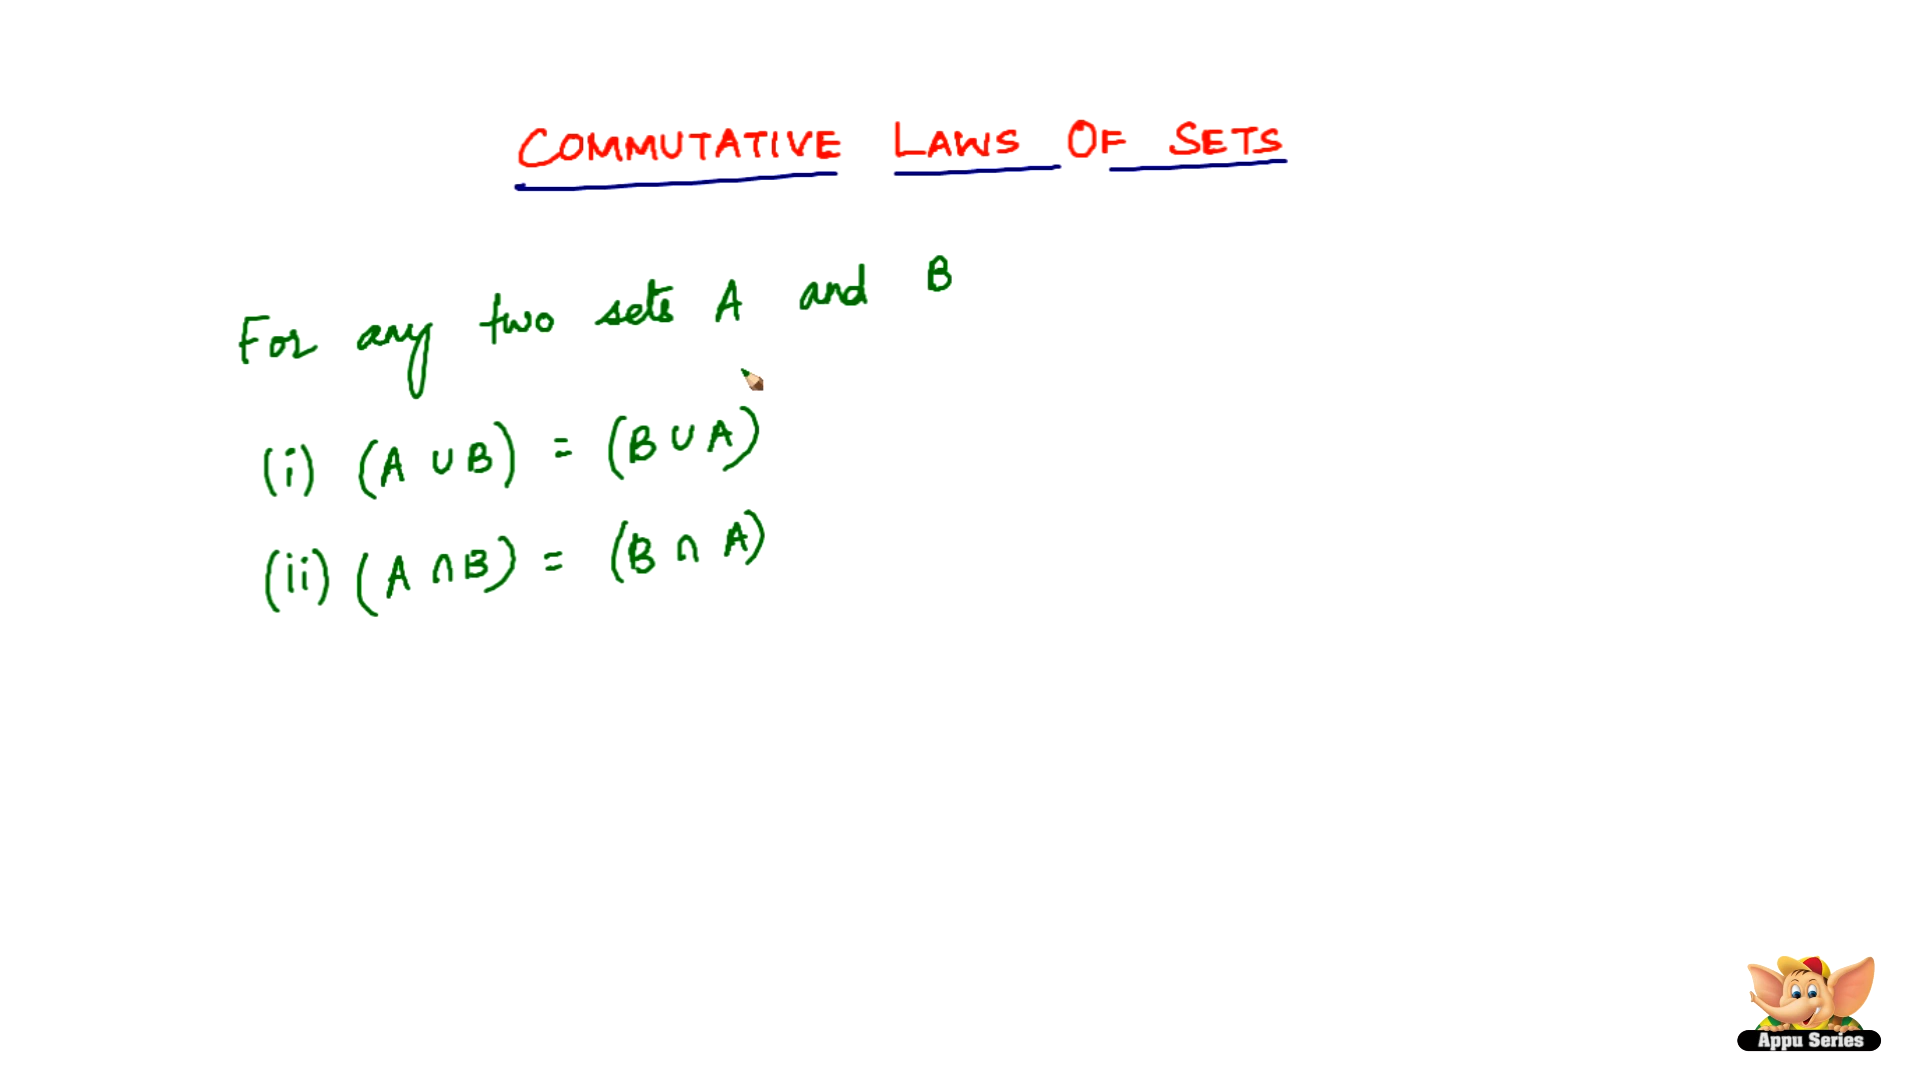 COMMUTATIVE LAWS OF SETS
For any two sets A and B
(i) (A ∪ B) = (B ∪ A)
(ii) (A ∩ B) = (B ∩ A)
Appu Series